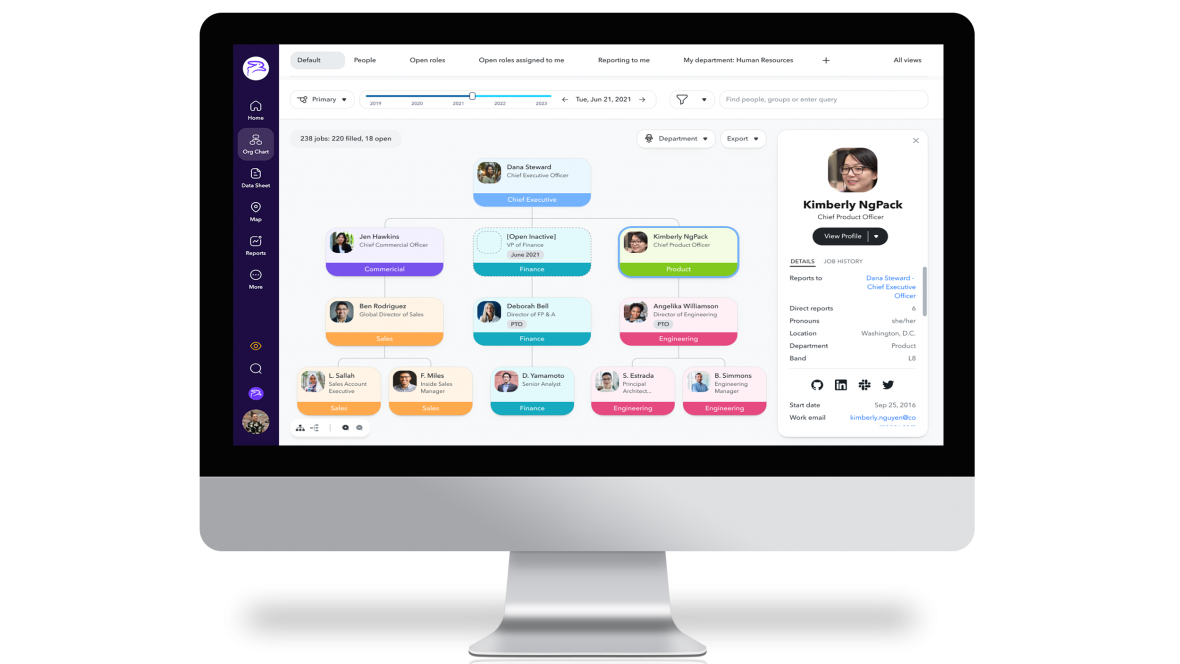 Default
People
Open roles
Open roles assigned to me
Reporting to me
My department: Human Resources
+
All views
Home
Org Chart
Data Sheet
Map
Reports
More
Primary
2019
2020
2021
2022
2023
Tue, Jun 21, 2021
Find people, groups or enter query
238 jobs: 220 filled, 18 open
Department
Export
Dana Steward
Chief Executive Officer
Chief Executive
Jen Hawkins
Chief Commercial Officer
Commericial
[Open Inactive]
VP of Finance
June 2021
Finance
Kimberly NgPack
Chief Product Officer
Product
Ben Rodriguez
Global Director of Sales
Sales
Deborah Bell
Director of FP & A
PTO
Finance
Angelika Williamson
Director of Engineering
PTO
Engineering
L. Sallah
Sales Account
Executive
Sales
F. Miles
Inside Sales
Manager
Sales
D. Yamamoto
Senior Analyst
Finance
S. Estrada
Principal
Architect...
Engineering
B. Simmons
Engineering
Manager
Engineering
Kimberly NgPack
Chief Product Officer
View Profile
DETAILS
JOB HISTORY
Reports to
Dana Steward -
Chief Executive
Officer
Direct reports 6
Pronouns she/her
Location Washington, D.C.
Department Product
Band L8
Start date Sep 25, 2016
Work email kimberly.nguyen@co